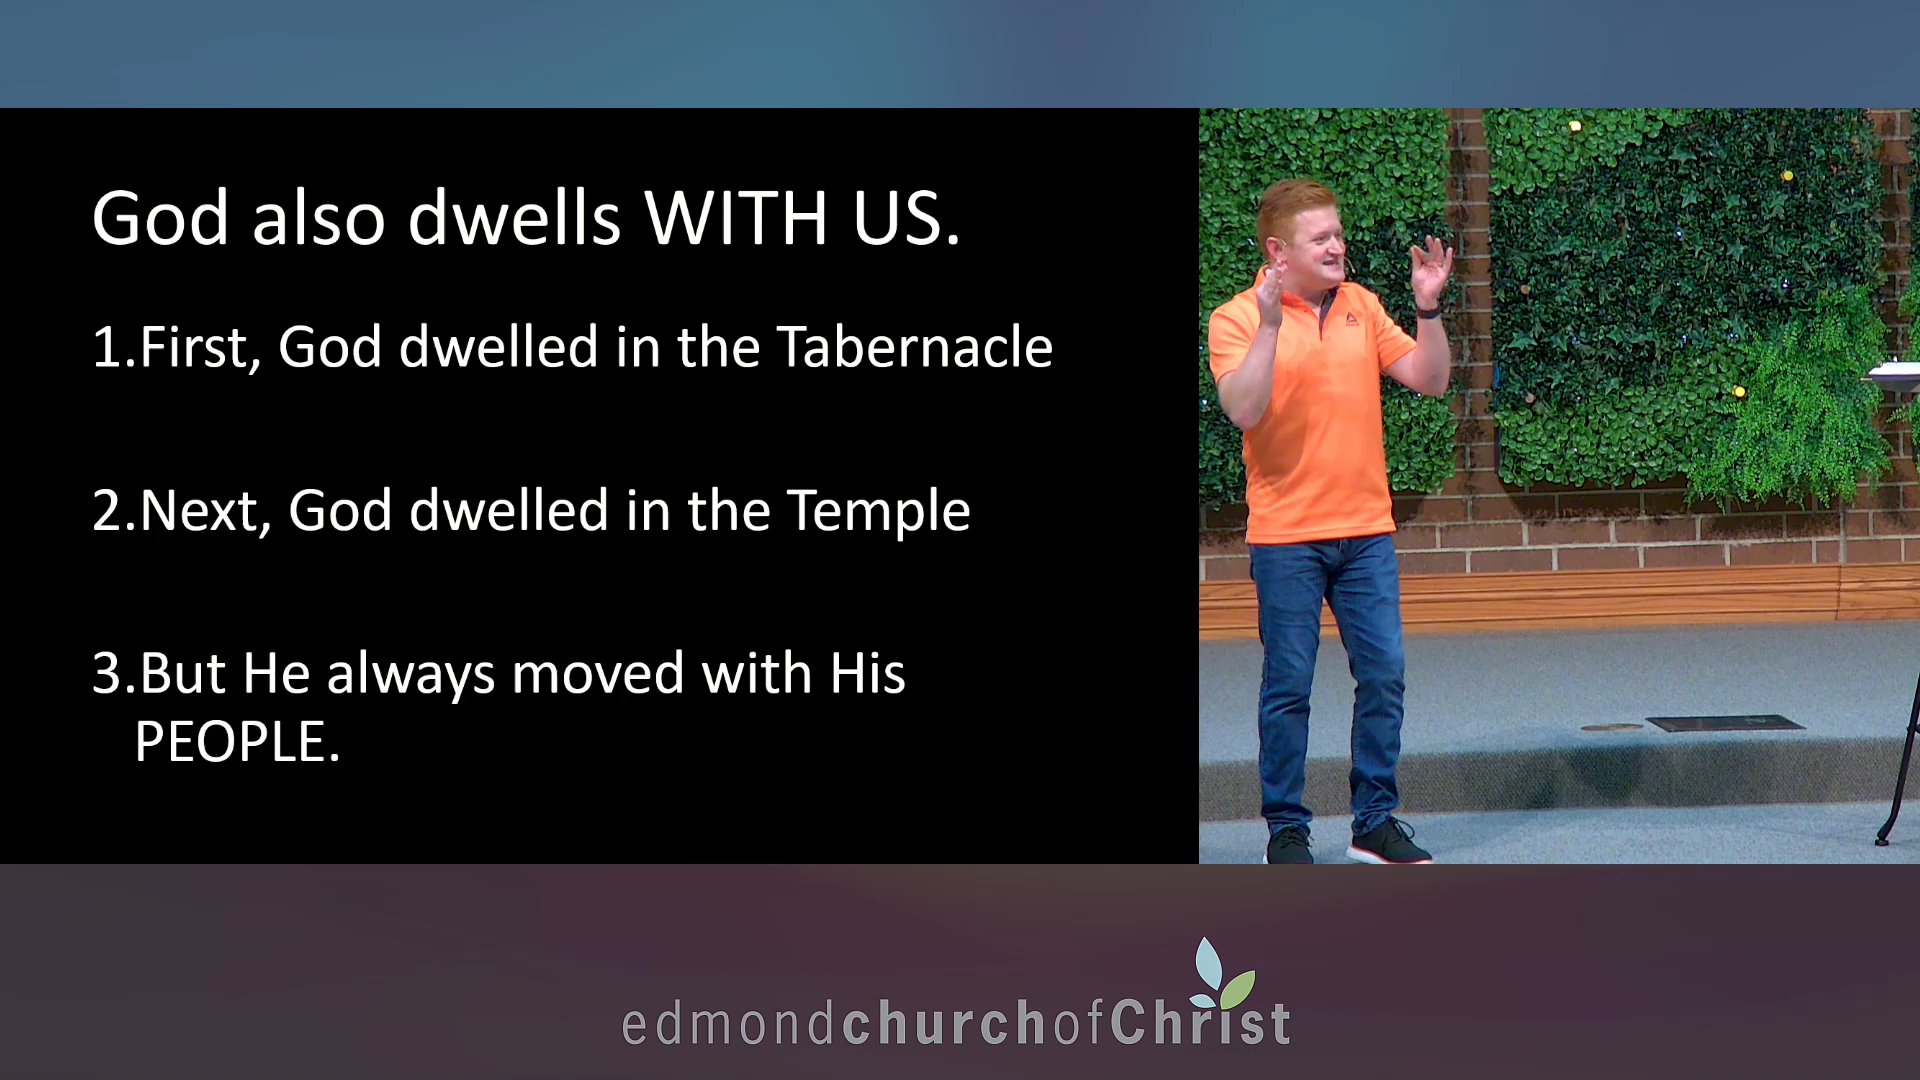 God also dwells WITH US.
1.First, God dwelled in the Tabernacle
2.Next, God dwelled in the Temple
3.But He always moved with His
PEOPLE.
edmondchurchofChrist